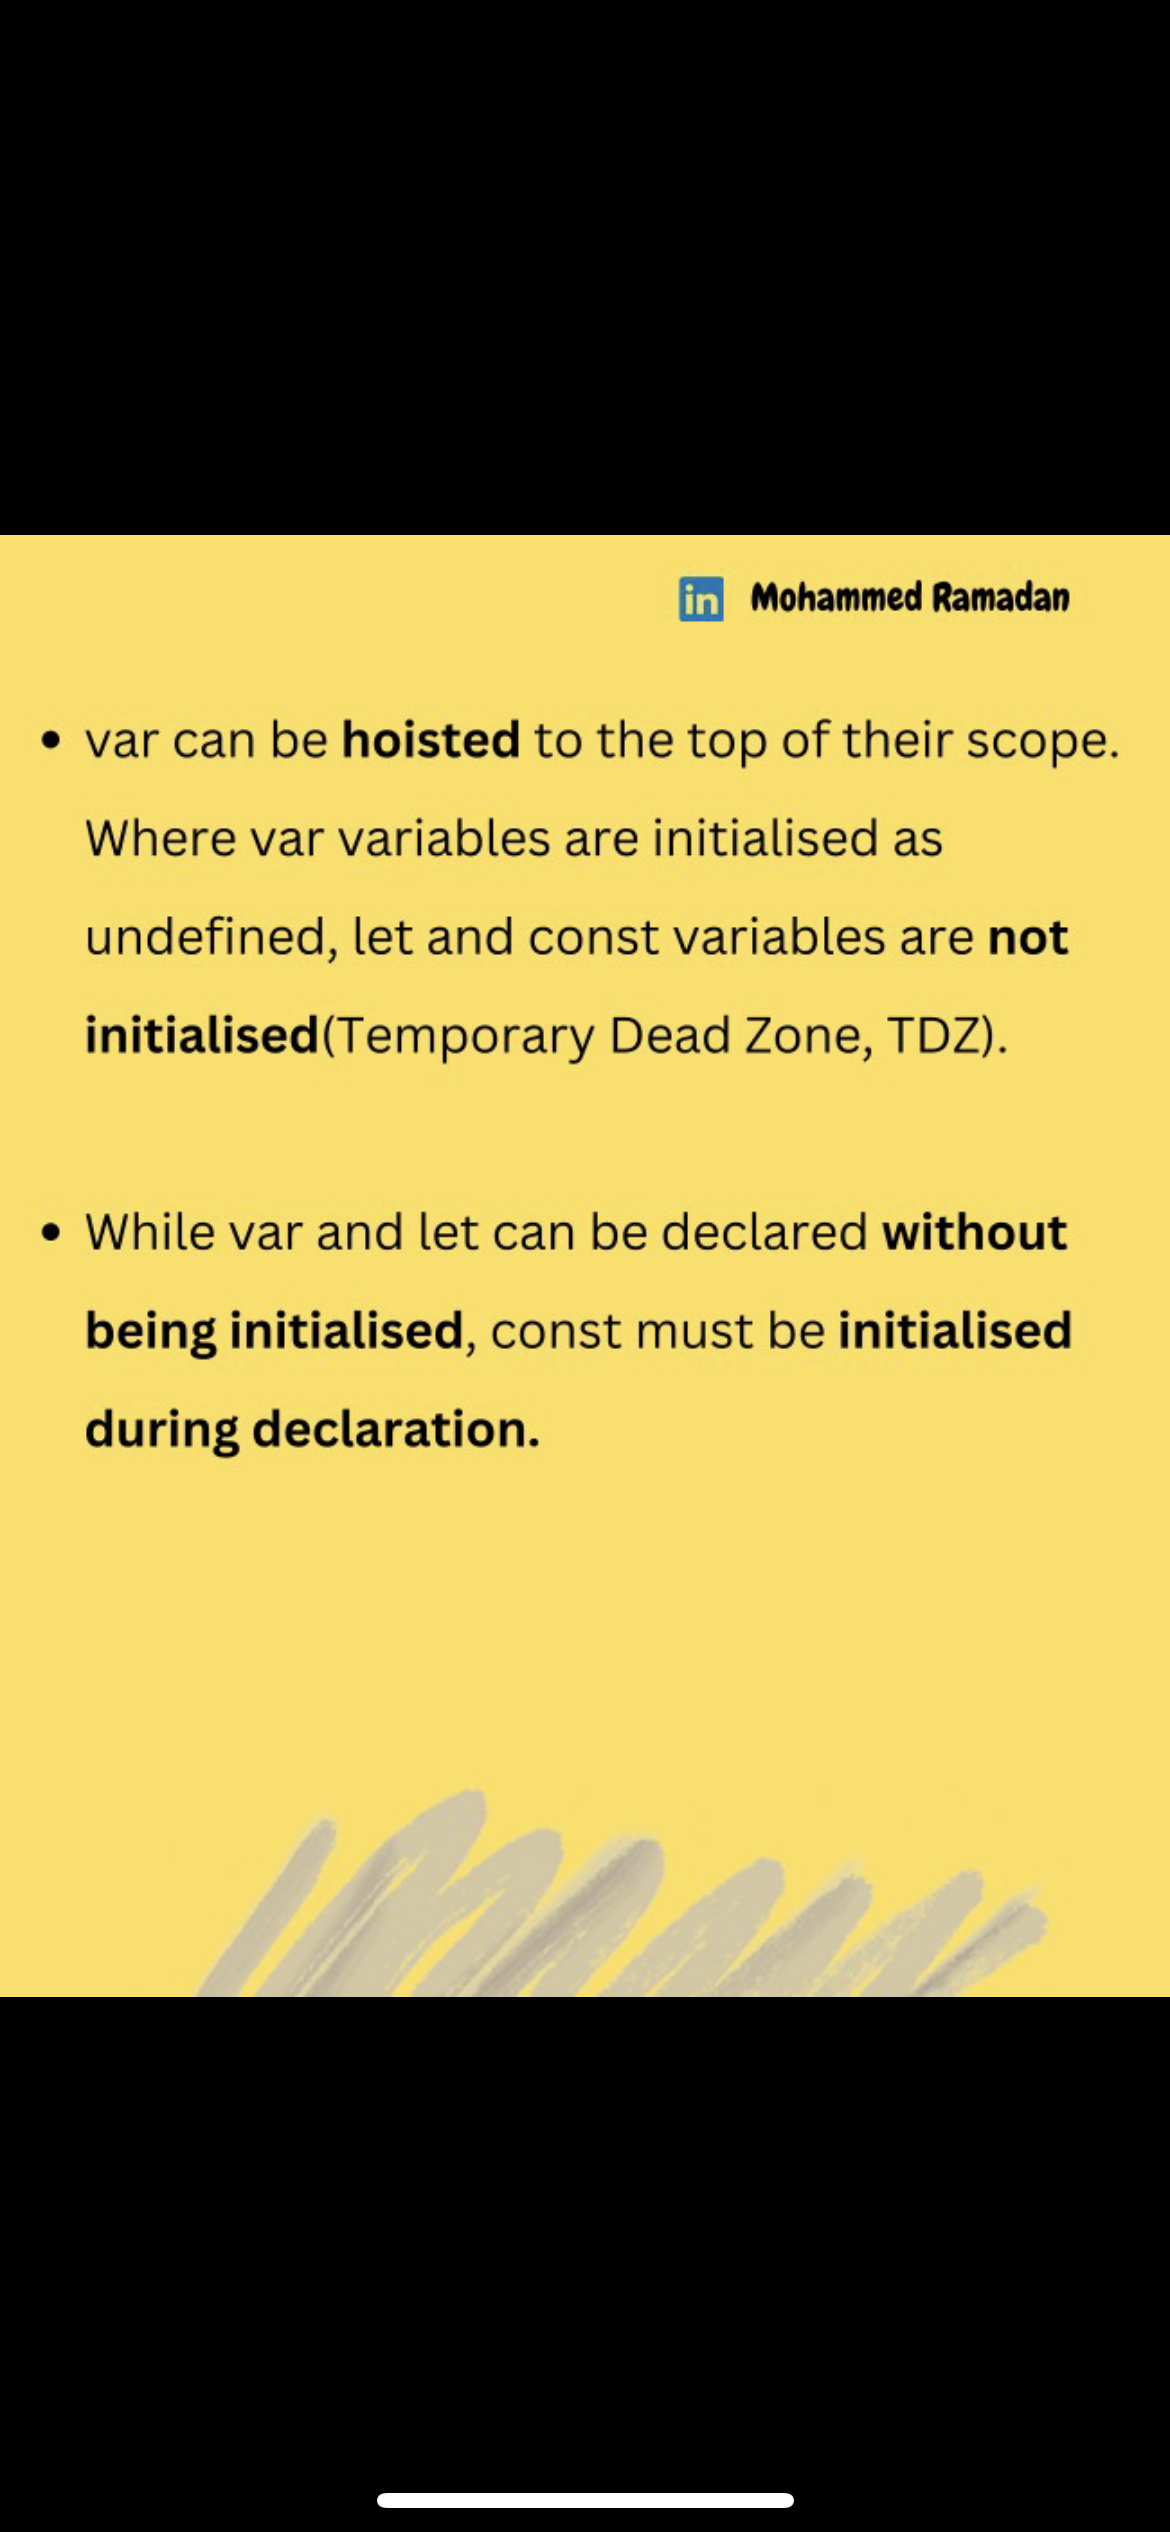 in Mohammed Ramadan
• var can be hoisted to the top of their scope.
Where var variables are initialised as
undefined, let and const variables are not
initialised(Temporary Dead Zone, TDZ).
• While var and let can be declared without
being initialised, const must be initialised
during declaration.